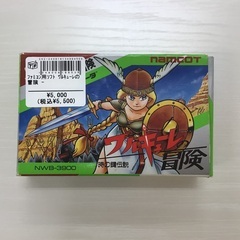 ファミコン用ソフト ワルキューレの
冒険 -
¥5,000
(税込¥5,500)
険
namcot
ワルキューレの
冒険
時の鍵伝説
NWB-3900